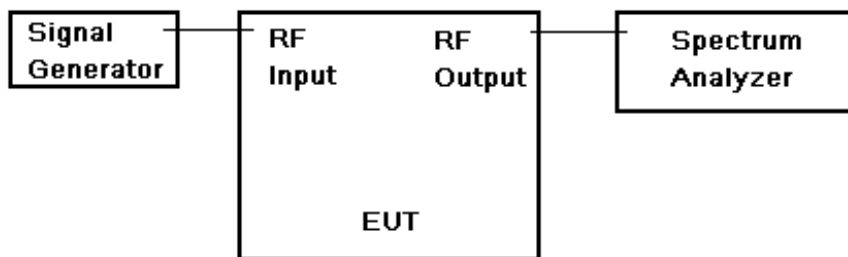 Signal
Generator
RF
Input
RF
Output
EUT
Spectrum
Analyzer